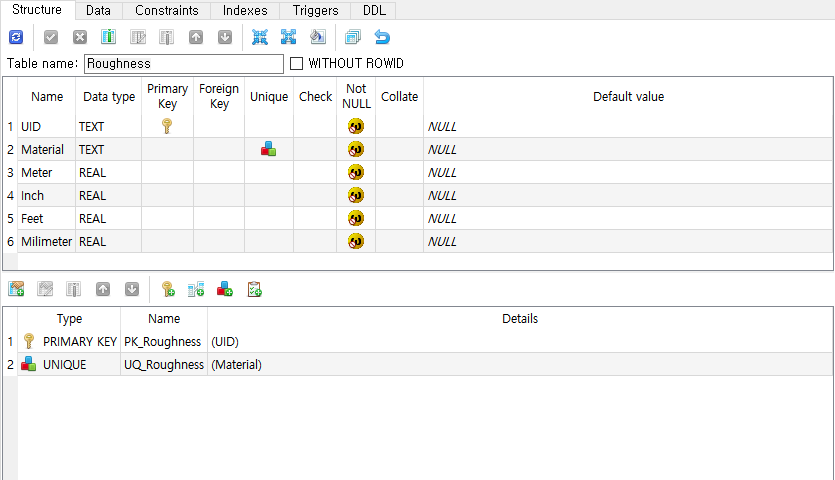 Structure Data Constraints Indexes Triggers DDL
Table name: Roughness WITHOUT ROWID
Name Data type Primary Key Foreign Key Unique Check Not NULL Collate Default value
1 UID TEXT NULL
2 Material TEXT NULL
3 Meter REAL NULL
4 Inch REAL NULL
5 Feet REAL NULL
6 Milimeter REAL NULL
Type Name Details
1 PRIMARY KEY PK_Roughness (UID)
2 UNIQUE UQ_Roughness (Material)